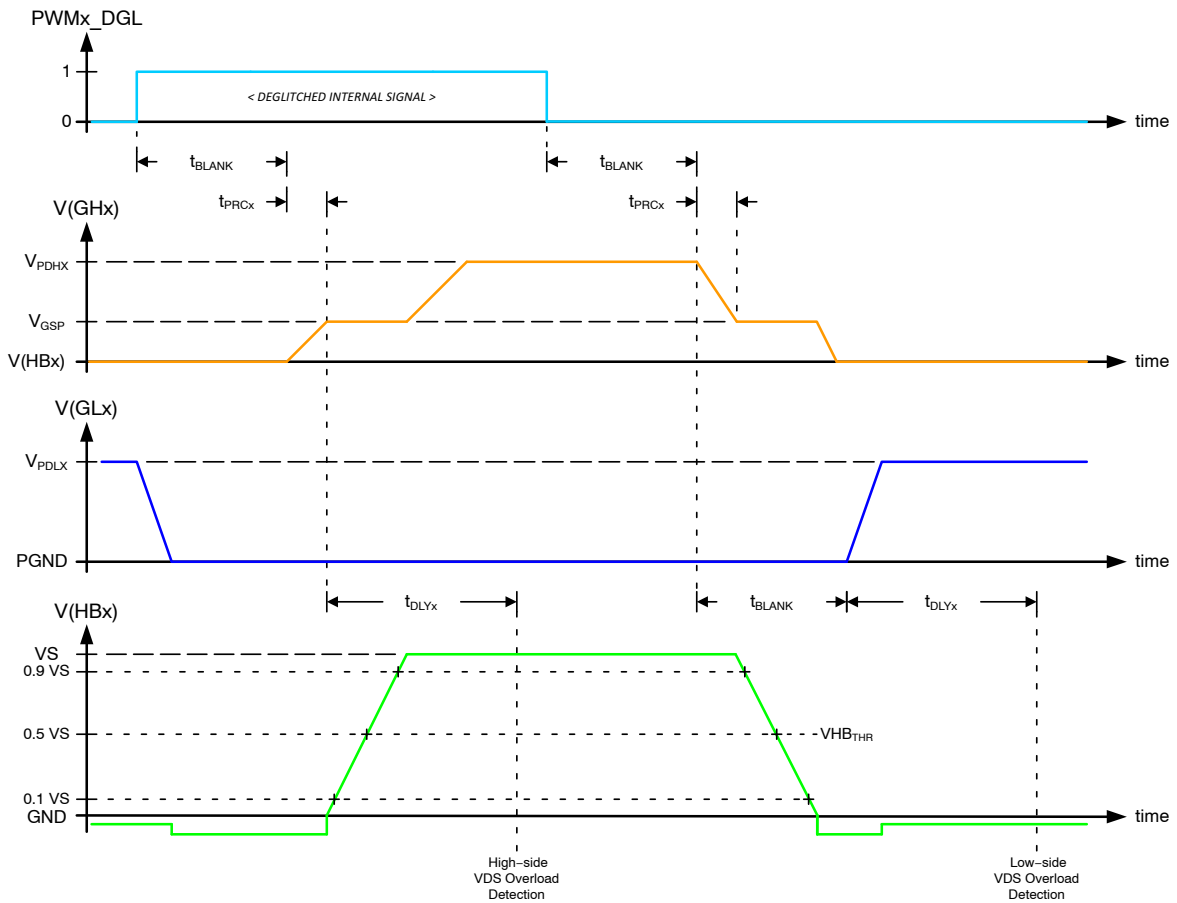 PWMx_DGL
1
< DEGLITCHED INTERNAL SIGNAL >
0
time
tBLANK
tBLANK
tPRCx
tPRCx
V(GHx)
VPDHX
VGSP
V(HBx)
time
V(GLx)
VPDLX
PGND
time
tDLYx
tBLANK
tDLYx
V(HBx)
VS
0.9 VS
0.5 VS
VHBTHR
0.1 VS
GND
time
High−side
VDS Overload
Detection
Low−side
VDS Overload
Detection